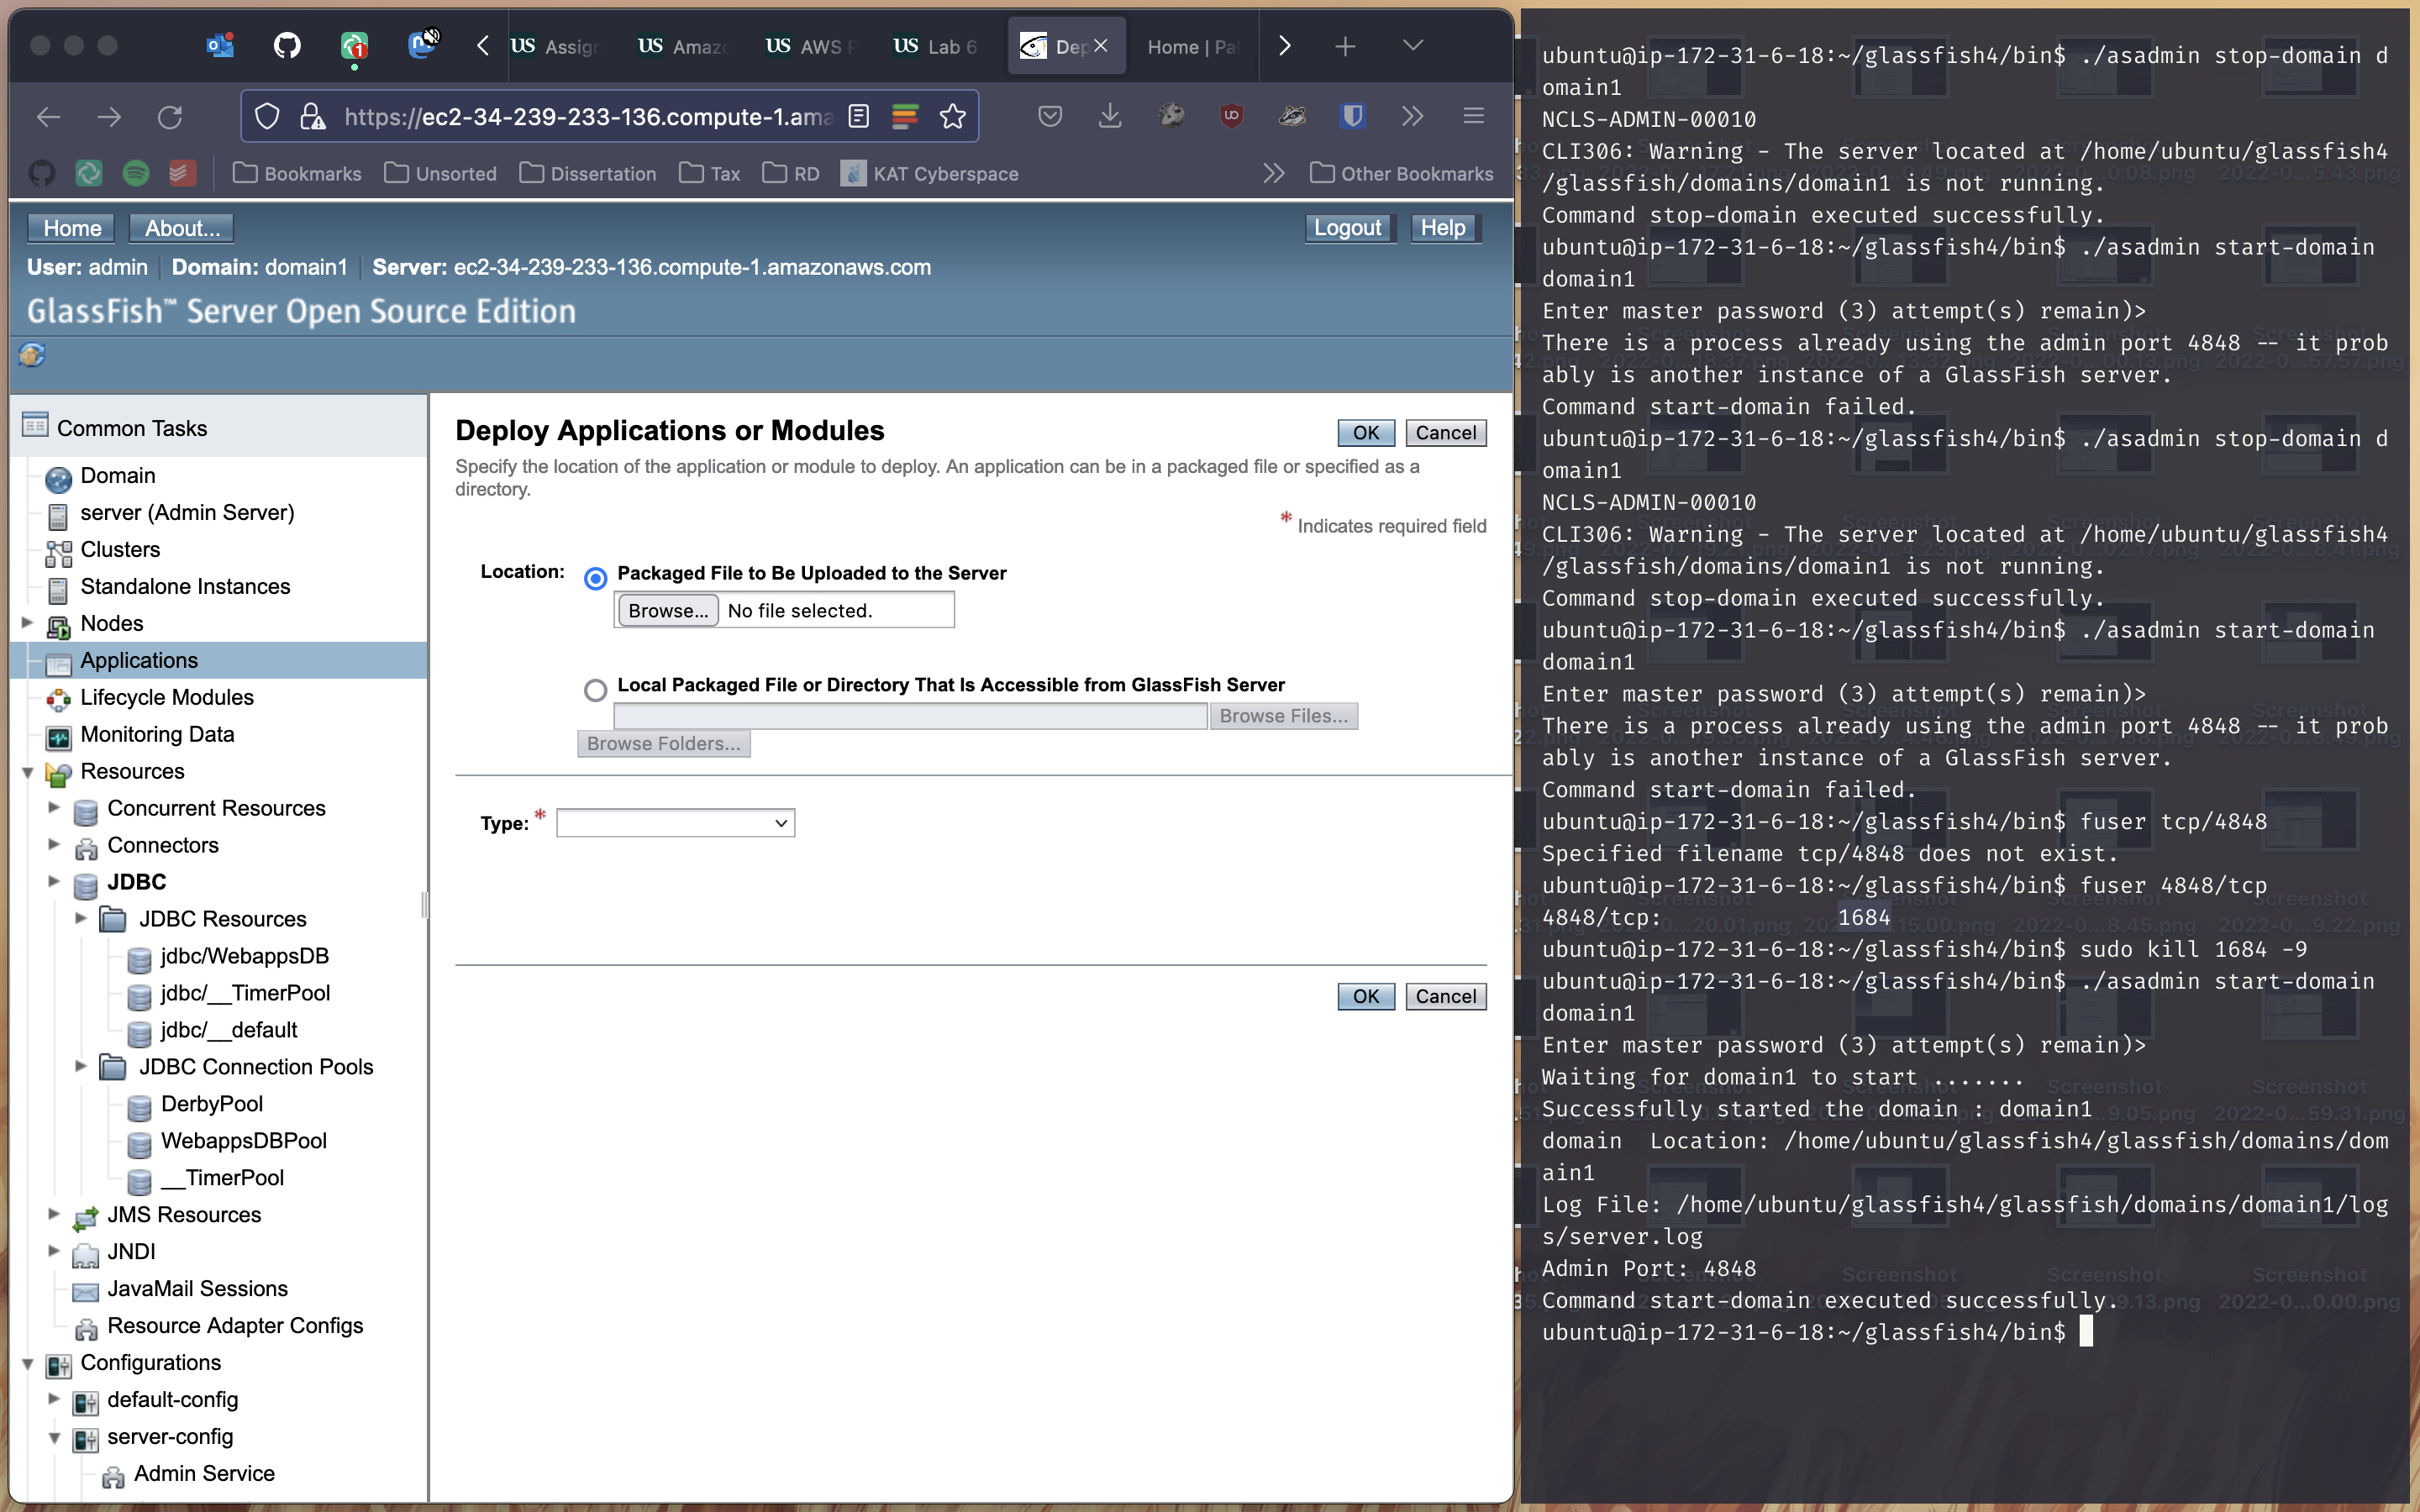 US Assign
US Amaz
US AWS P
US Lab 6
Dep
Home | Pa
https://ec2-34-239-233-136.compute-1.ama
Bookmarks
Unsorted
Dissertation
Tax
RD
KAT Cyberspace
Other Bookmarks
Home
About...
Logout
Help
User: admin Domain: domain1 Server: ec2-34-239-233-136.compute-1.amazonaws.com
GlassFish™ Server Open Source Edition
Common Tasks
Domain
server (Admin Server)
Clusters
Standalone Instances
Nodes
Applications
Lifecycle Modules
Monitoring Data
Resources
Concurrent Resources
Connectors
JDBC
JDBC Resources
jdbc/WebappsDB
jdbc/__TimerPool
jdbc/__default
JDBC Connection Pools
DerbyPool
WebappsDBPool
__TimerPool
JMS Resources
JNDI
JavaMail Sessions
Resource Adapter Configs
Configurations
default-config
server-config
Admin Service
Deploy Applications or Modules
OK Cancel
Specify the location of the application or module to deploy. An application can be in a packaged file or specified as a
directory.
* Indicates required field
Location: Packaged File to Be Uploaded to the Server
Browse... No file selected.
Local Packaged File or Directory That Is Accessible from GlassFish Server
Browse Files...
Browse Folders...
Type: *
OK Cancel
ubuntu@ip-172-31-6-18:~/glassfish4/bin$ ./asadmin stop-domain d
omain1
NCLS-ADMIN-00010
CLI306: Warning - The server located at /home/ubuntu/glassfish4
/glassfish/domains/domain1 is not running.
Command stop-domain executed successfully.
ubuntu@ip-172-31-6-18:~/glassfish4/bin$ ./asadmin start-domain
domain1
Enter master password (3) attempt(s) remain)>
There is a process already using the admin port 4848 -- it prob
ably is another instance of a GlassFish server.
Command start-domain failed.
ubuntu@ip-172-31-6-18:~/glassfish4/bin$ ./asadmin stop-domain d
omain1
NCLS-ADMIN-00010
CLI306: Warning - The server located at /home/ubuntu/glassfish4
/glassfish/domains/domain1 is not running.
Command stop-domain executed successfully.
ubuntu@ip-172-31-6-18:~/glassfish4/bin$ ./asadmin start-domain
domain1
Enter master password (3) attempt(s) remain)>
There is a process already using the admin port 4848 -- it prob
ably is another instance of a GlassFish server.
Command start-domain failed.
ubuntu@ip-172-31-6-18:~/glassfish4/bin$ fuser tcp/4848
Specified filename tcp/4848 does not exist.
ubuntu@ip-172-31-6-18:~/glassfish4/bin$ fuser 4848/tcp
4848/tcp: 1684
ubuntu@ip-172-31-6-18:~/glassfish4/bin$ sudo kill 1684 -9
ubuntu@ip-172-31-6-18:~/glassfish4/bin$ ./asadmin start-domain
domain1
Enter master password (3) attempt(s) remain)>
Waiting for domain1 to start .......
Successfully started the domain : domain1
domain  Location: /home/ubuntu/glassfish4/glassfish/domains/dom
ain1
Log File: /home/ubuntu/glassfish4/glassfish/domains/domain1/log
s/server.log
Admin Port: 4848
Command start-domain executed successfully.
ubuntu@ip-172-31-6-18:~/glassfish4/bin$